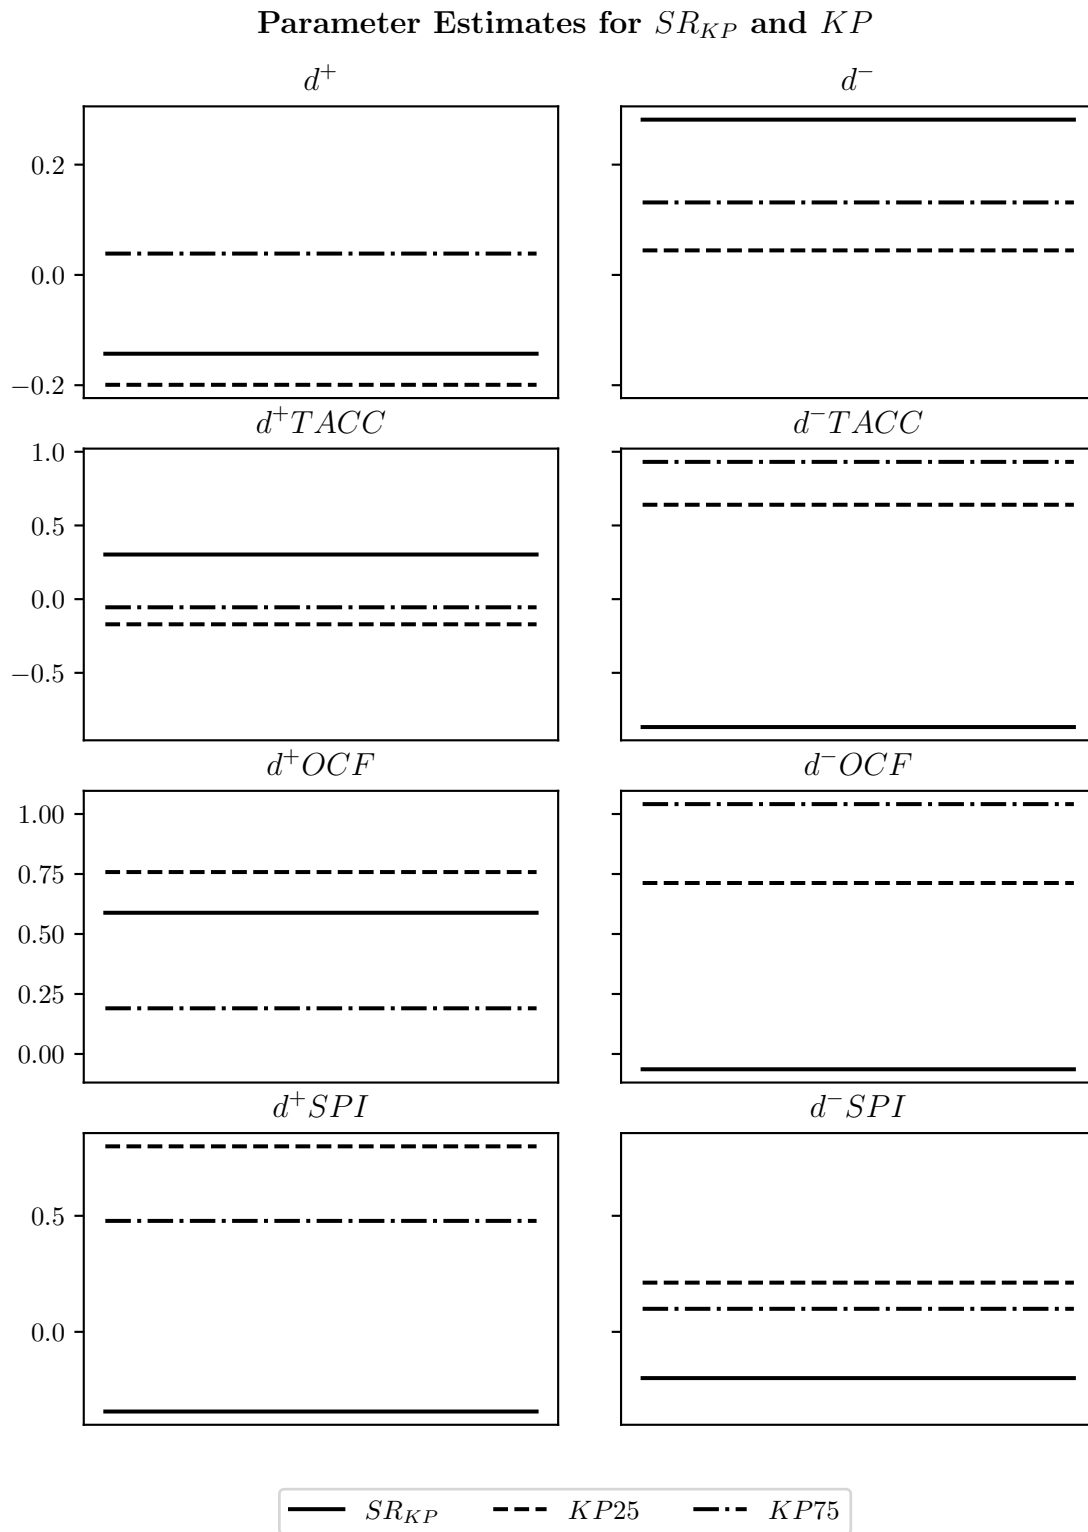 Parameter Estimates for SR_KP and KP
d⁺ d⁻
0.2
0.0
−0.2
d⁺TACC d⁻TACC
1.0
0.5
0.0
−0.5
d⁺OCF d⁻OCF
1.00
0.75
0.50
0.25
0.00
d⁺SPI d⁻SPI
0.5
0.0
SR_KP KP25 KP75